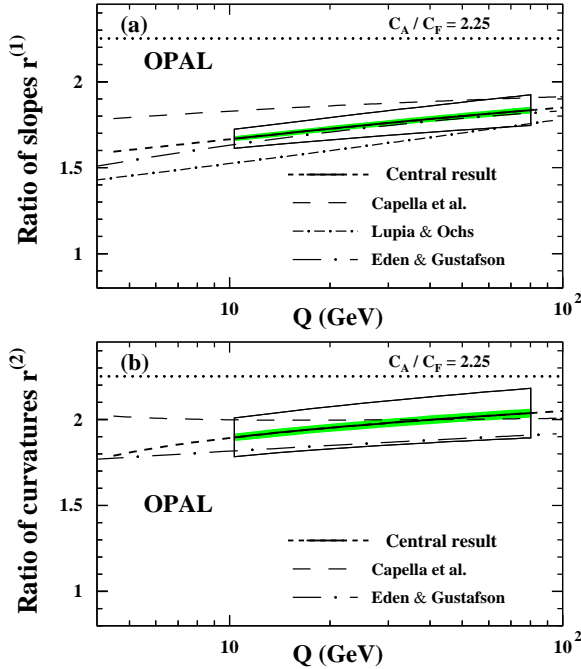 (a)
C_A / C_F = 2.25
OPAL
Ratio of slopes r^(1)
2
1.5
1
Central result
Capella et al.
Lupia & Ochs
Eden & Gustafson
10
10^2
Q (GeV)
(b)
C_A / C_F = 2.25
Ratio of curvatures r^(2)
2
1.5
1
OPAL
Central result
Capella et al.
Eden & Gustafson
10
10^2
Q (GeV)